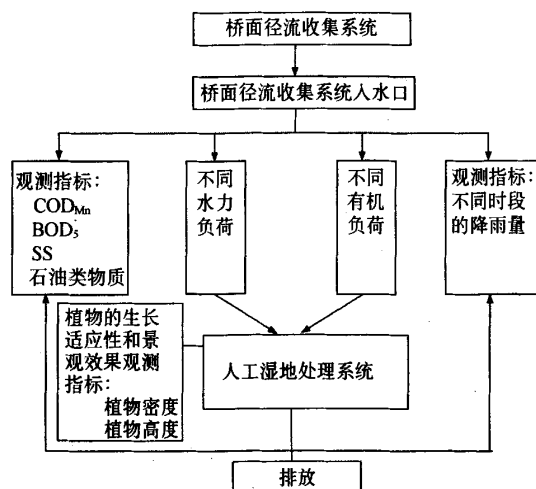 桥面径流收集系统
桥面径流收集系统入水口
观测指标:
COD_Mn
BOD_5
SS
石油类物质
不同
水力
负荷
不同
有机
负荷
观测指标:
不同时段
的降雨量
植物的生长
适应性和景
观效果观测
指标:
植物密度
植物高度
人工湿地处理系统
排放